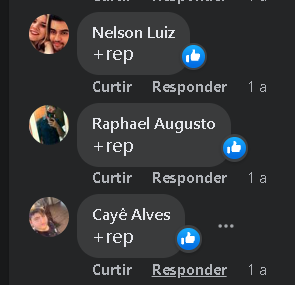 Nelson Luiz
+rep
Curtir Responder 1 a
Raphael Augusto
+rep
Curtir Responder 1 a
Cayê Alves
+rep
Curtir Responder 1 a